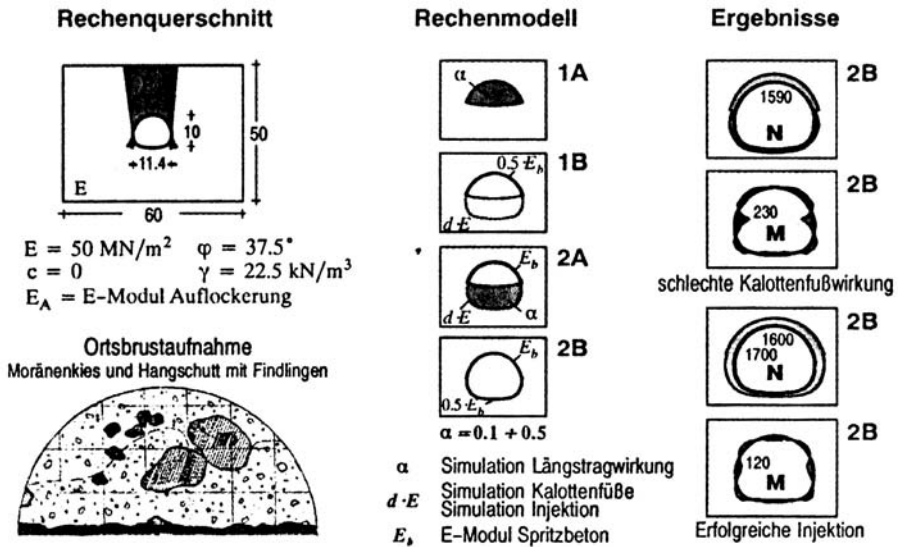 Rechenquerschnitt
10
50
11.4
E
60
E = 50 MN/m² φ = 37.5°
c = 0 γ = 22.5 kN/m³
E_A = E-Modul Auflockerung
Ortsbrustaufnahme
Moränenkies und Hangschutt mit Findlingen
Rechenmodell
α
1A
0.5 E_b
1B
d·E
E_b
2A
d·E
α
E_b
2B
0.5 E_b
α = 0.1 + 0.5
α Simulation Längstragwirkung
d·E Simulation Kalottenfüße
Simulation Injektion
E_b E-Modul Spritzbeton
Ergebnisse
2B
1590
N
2B
230
M
schlechte Kalottenfußwirkung
2B
1600
1700
N
2B
120
M
Erfolgreiche Injektion